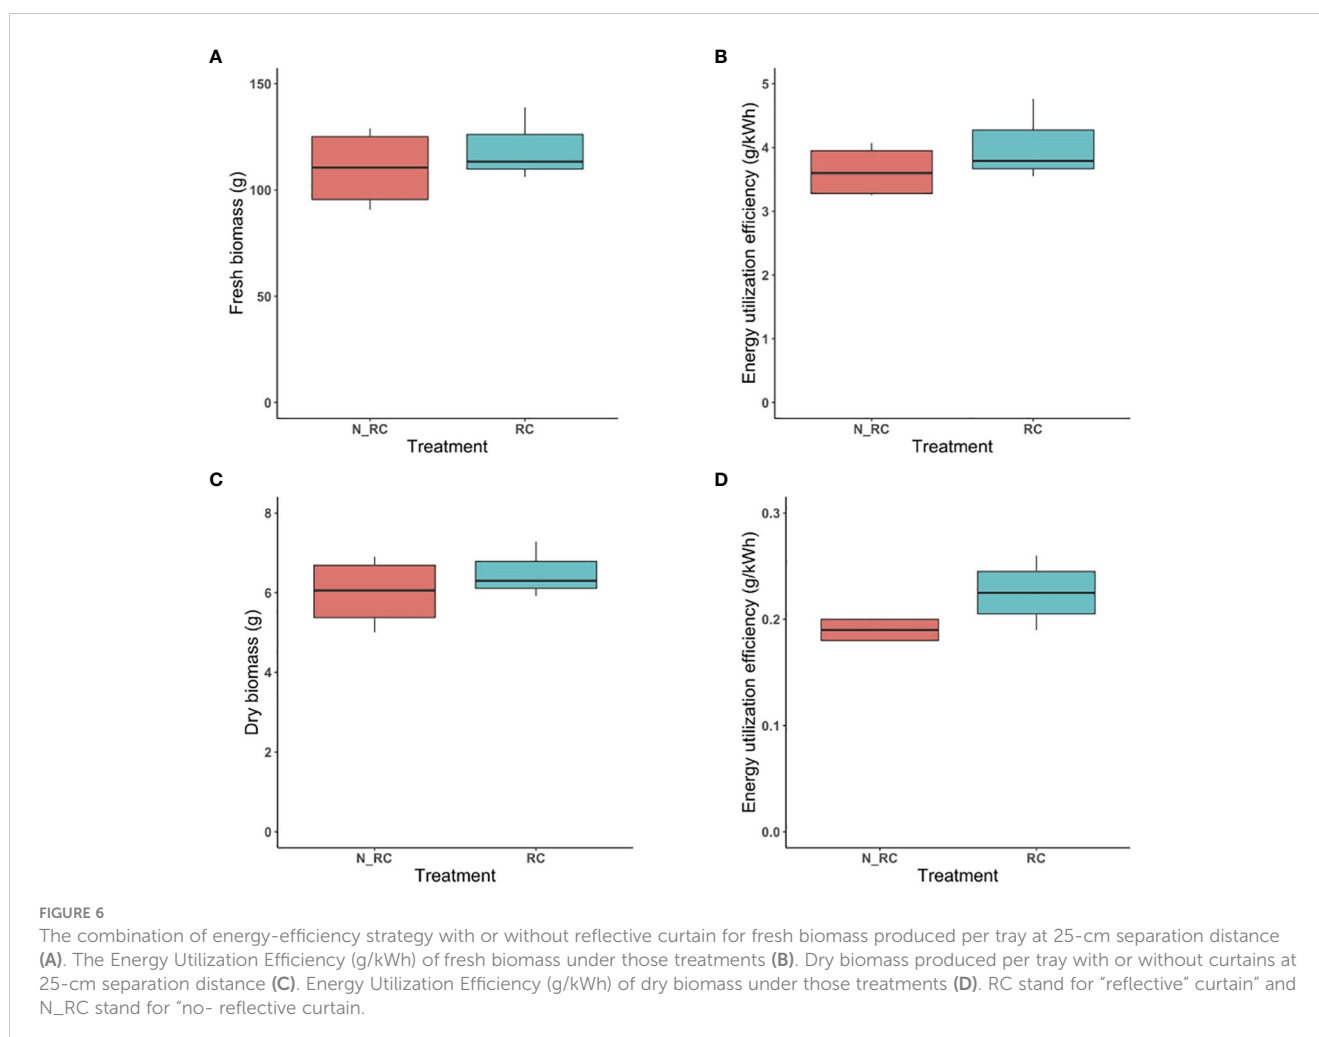 A
150
100
50
0
Fresh biomass (g)
N_RC RC
Treatment
B
5
4
3
2
1
0
Energy utilization efficiency (g/kWh)
N_RC RC
Treatment
C
8
6
4
2
0
Dry biomass (g)
N_RC RC
Treatment
D
0.3
0.2
0.1
0.0
Energy utilization efficiency (g/kWh)
N_RC RC
Treatment
FIGURE 6
The combination of energy-efficiency strategy with or without reflective curtain for fresh biomass produced per tray at 25-cm separation distance
(A). The Energy Utilization Efficiency (g/kWh) of fresh biomass under those treatments (B). Dry biomass produced per tray with or without curtains at
25-cm separation distance (C). Energy Utilization Efficiency (g/kWh) of dry biomass under those treatments (D). RC stand for “reflective” curtain” and
N_RC stand for “no- reflective curtain.